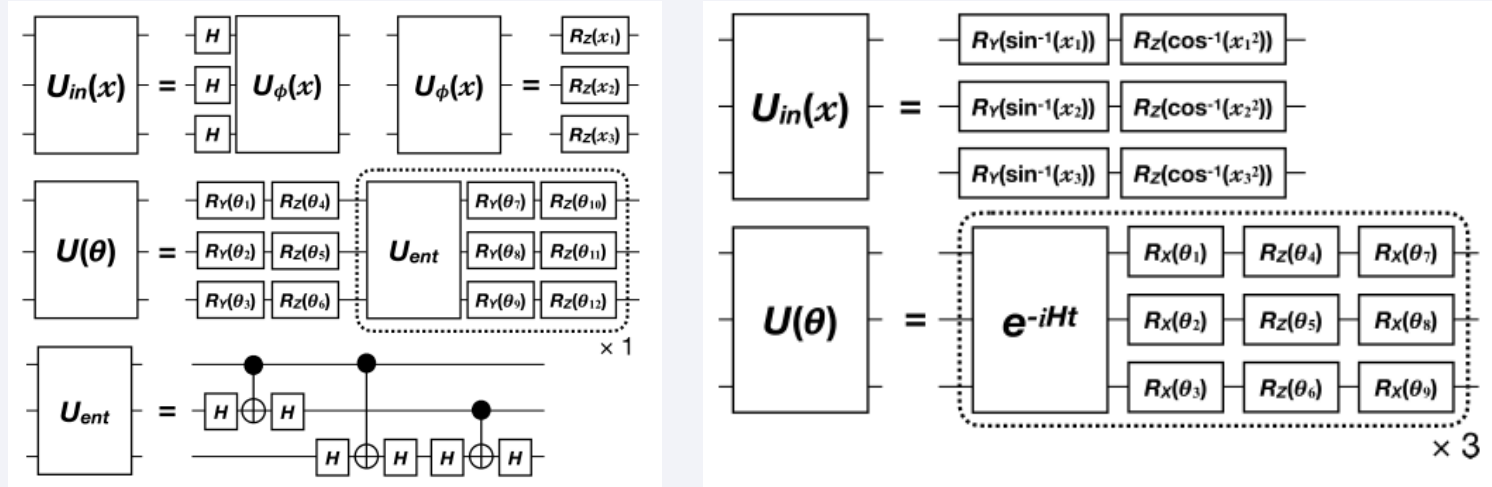 U_in(x) = H U_ϕ(x) U_ϕ(x) = R_Z(x₁)
H R_Z(x₂)
H R_Z(x₃)
U(θ) = R_Y(θ₁) R_Z(θ₄) U_ent R_Y(θ₇) R_Z(θ₁₀)
R_Y(θ₂) R_Z(θ₅) R_Y(θ₈) R_Z(θ₁₁)
R_Y(θ₃) R_Z(θ₆) R_Y(θ₉) R_Z(θ₁₂)
× 1
U_ent = H H
H H H H
U_in(x) = R_Y(sin⁻¹(x₁)) R_Z(cos⁻¹(x₁²))
R_Y(sin⁻¹(x₂)) R_Z(cos⁻¹(x₂²))
R_Y(sin⁻¹(x₃)) R_Z(cos⁻¹(x₃²))
U(θ) = e^-iHt R_X(θ₁) R_Z(θ₄) R_X(θ₇)
R_X(θ₂) R_Z(θ₅) R_X(θ₈)
R_X(θ₃) R_Z(θ₆) R_X(θ₉)
× 3